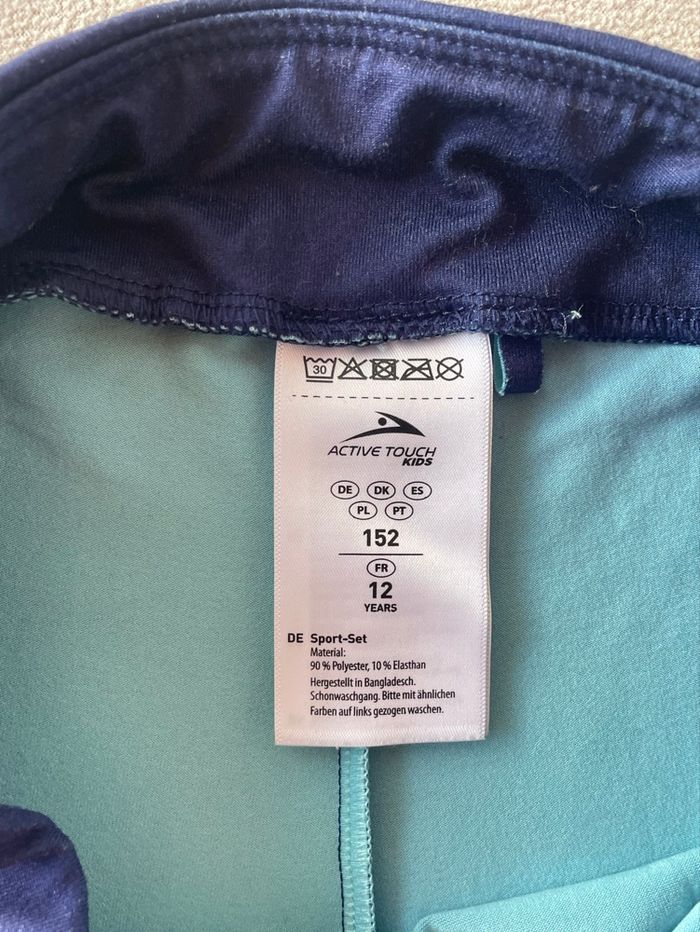 30
ACTIVE TOUCH
KIDS
DE DK ES
PL PT
152
FR
12
YEARS
DE Sport-Set
Material:
90 % Polyester, 10 % Elasthan
Hergestellt in Bangladesch.
Schonwaschgang. Bitte mit ähnlichen
Farben auf links gezogen waschen.